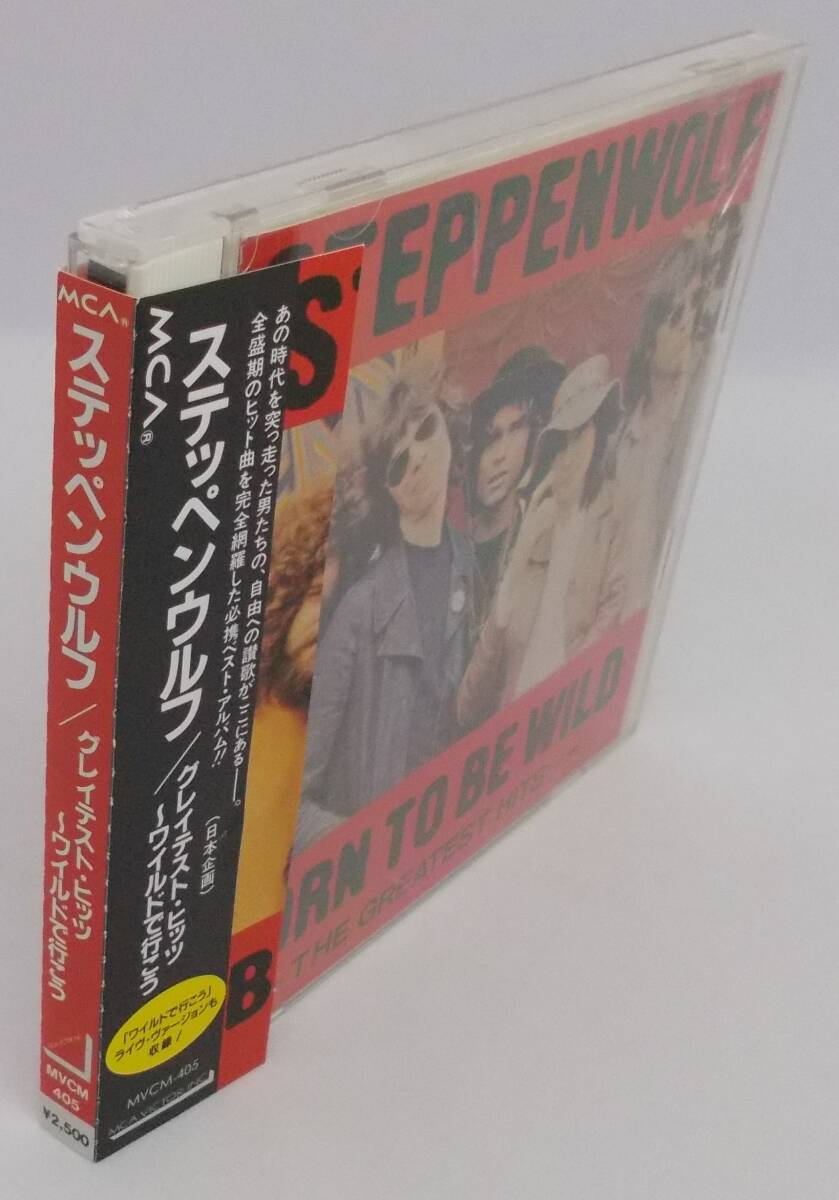 MCA®
ステッペンウルフ／グレイテスト・ヒッツ
～ワイルドで行こう
MVCM
405
¥2,500
MCA®
ステッペンウルフ／グレイテスト・ヒッツ
～ワイルドで行こう
あの時代を突っ走った男たちの、自由への讃歌がここにある――。
全盛期のヒット曲を完全網羅した必携ベスト・アルバム!!
(日本企画)
「ワイルドで行こう」
ライヴ・ヴァージョンも
収録!
MVCM-405
MCA VICTOR, INC.
STEPPENWOLF
B ORN TO BE WILD
THE GREATEST HITS